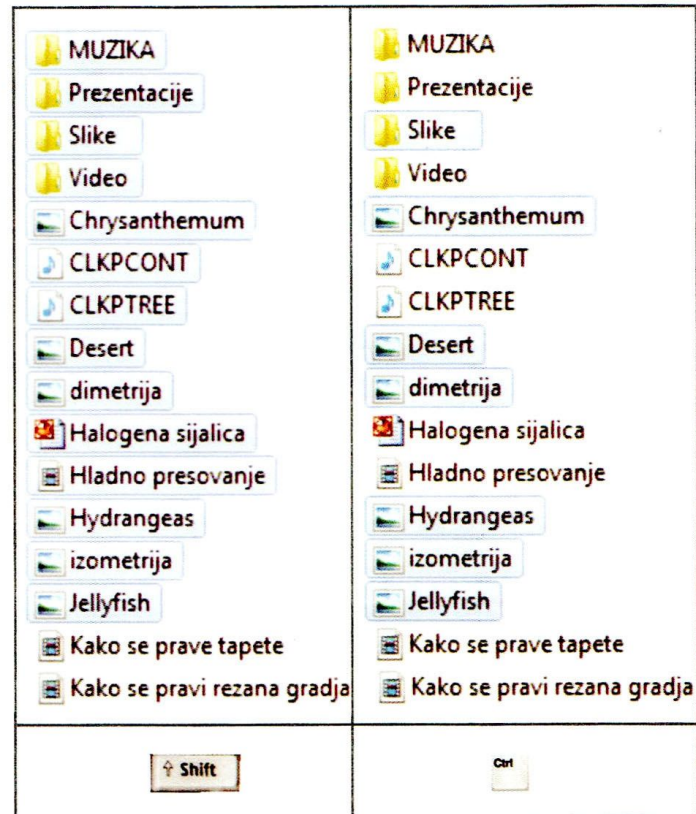 MUZIKA
Prezentacije
Slike
Video
Chrysanthemum
CLKPCONT
CLKPTREE
Desert
dimetrija
Halogena sijalica
Hladno presovanje
Hydrangeas
izometrija
Jellyfish
Kako se prave tapete
Kako se pravi rezana gradja
⇧ Shift
MUZIKA
Prezentacije
Slike
Video
Chrysanthemum
CLKPCONT
CLKPTREE
Desert
dimetrija
Halogena sijalica
Hladno presovanje
Hydrangeas
izometrija
Jellyfish
Kako se prave tapete
Kako se pravi rezana gradja
Ctrl